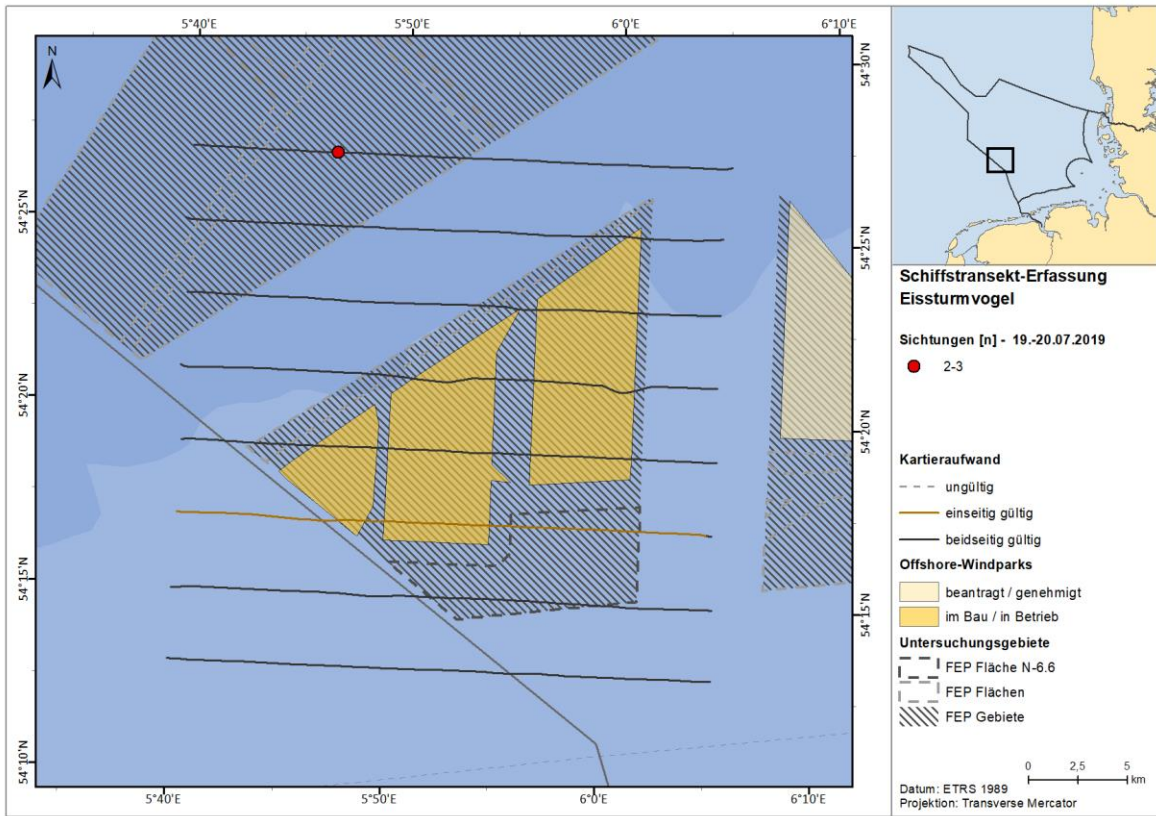 5°40'E 5°50'E 6°0'E 6°10'E
N
54°30'N
54°25'N
54°25'N
54°20'N
54°20'N
54°15'N
54°15'N
54°10'N
5°40'E 5°50'E 6°0'E 6°10'E
Schiffstransekt-Erfassung
Eissturmvogel
Sichtungen [n] - 19.-20.07.2019
2-3
Kartieraufwand
ungültig
einseitig gültig
beidseitig gültig
Offshore-Windparks
beantragt / genehmigt
im Bau / in Betrieb
Untersuchungsgebiete
FEP Fläche N-6.6
FEP Flächen
FEP Gebiete
0 2,5 5
km
Datum: ETRS 1989
Projektion: Transverse Mercator